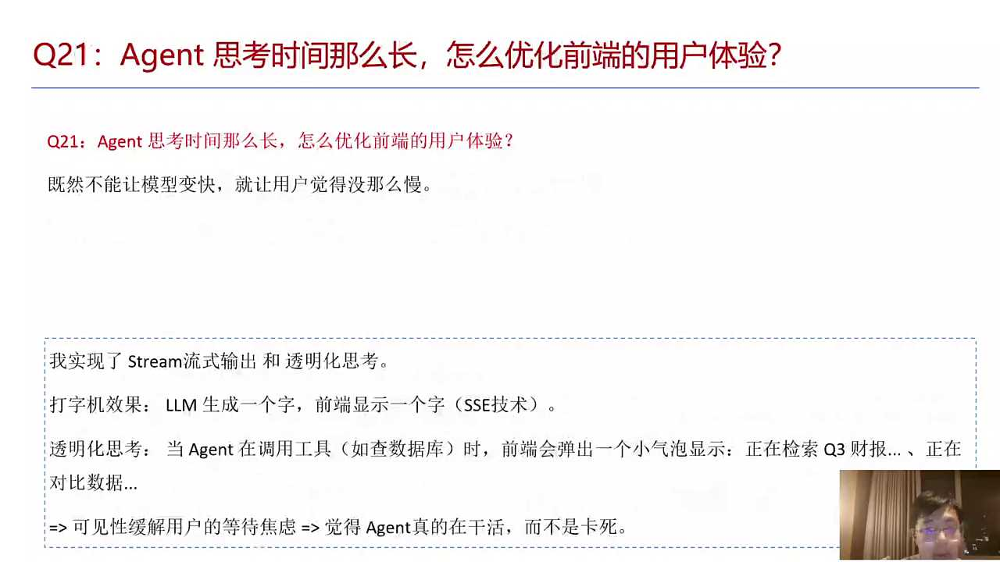 Q21：Agent 思考时间那么长，怎么优化前端的用户体验？
Q21：Agent 思考时间那么长，怎么优化前端的用户体验？
既然不能让模型变快，就让用户觉得没那么慢。
我实现了 Stream流式输出 和 透明化思考。
打字机效果： LLM 生成一个字，前端显示一个字（SSE技术）。
透明化思考： 当 Agent 在调用工具（如查数据库）时，前端会弹出一个小气泡显示：正在检索 Q3 财报... 、正在
对比数据...
=> 可见性缓解用户的等待焦虑 => 觉得 Agent真的在干活，而不是卡死。